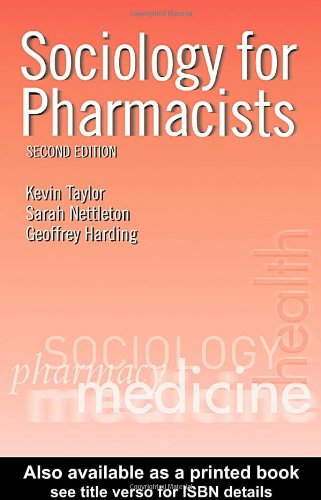 Sociology for
Pharmacists
SECOND EDITION
Kevin Taylor
Sarah Nettleton
Geoffrey Harding
health
SOCIOLOGY
pharmacy
medicine
Also available as a printed book
see title verso for ISBN details